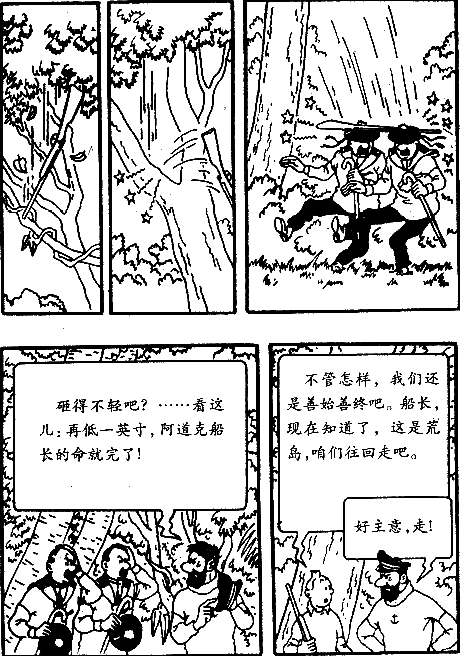 砸得不轻吧？……看这
儿：再低一英寸，阿道克船
长的命就完了！
不管怎样，我们还
是善始善终吧。船长，
现在知道了，这是荒
岛，咱们往回走吧。
好主意，走！